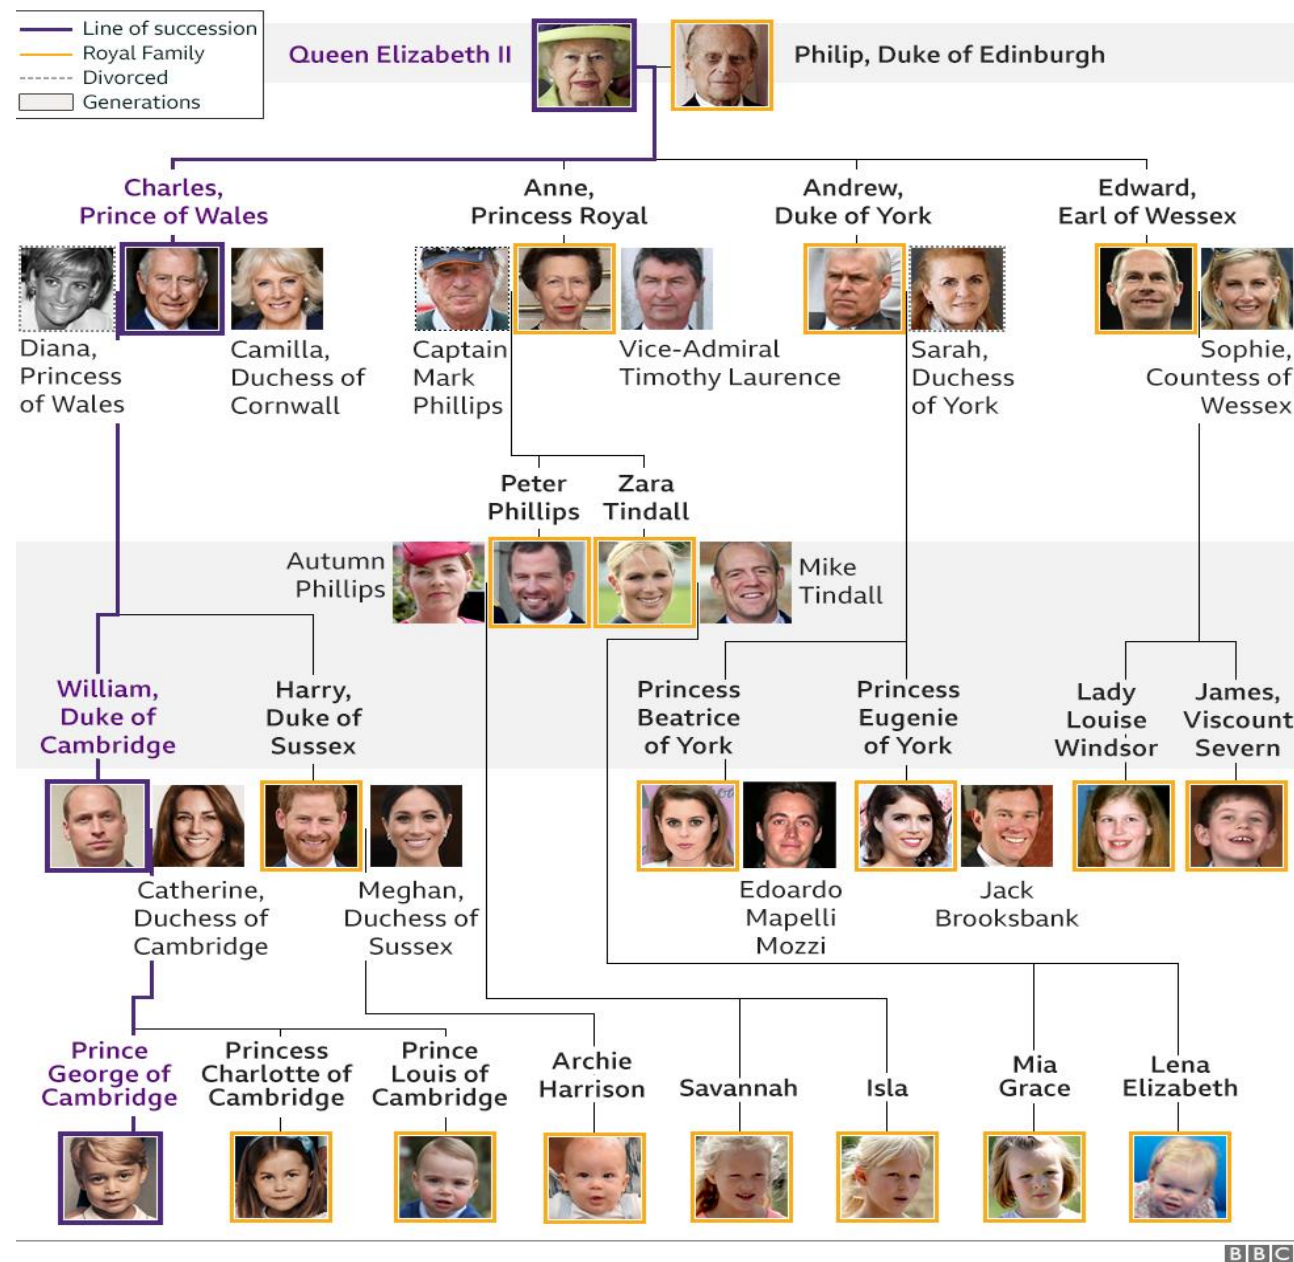 Line of succession
Royal Family
Divorced
Generations
Queen Elizabeth II
Philip, Duke of Edinburgh
Charles,
Prince of Wales
Anne,
Princess Royal
Andrew,
Duke of York
Edward,
Earl of Wessex
Diana,
Princess
of Wales
Camilla,
Duchess of
Cornwall
Captain
Mark
Phillips
Vice-Admiral
Timothy Laurence
Sarah,
Duchess
of York
Sophie,
Countess of
Wessex
Peter
Phillips
Zara
Tindall
Autumn
Phillips
Mike
Tindall
William,
Duke of
Cambridge
Harry,
Duke of
Sussex
Princess
Beatrice
of York
Princess
Eugenie
of York
Lady
Louise
Windsor
James,
Viscount
Severn
Catherine,
Duchess of
Cambridge
Meghan,
Duchess of
Sussex
Edoardo
Mapelli
Mozzi
Jack
Brooksbank
Prince
George of
Cambridge
Princess
Charlotte of
Cambridge
Prince
Louis of
Cambridge
Archie
Harrison
Savannah
Isla
Mia
Grace
Lena
Elizabeth
BBC